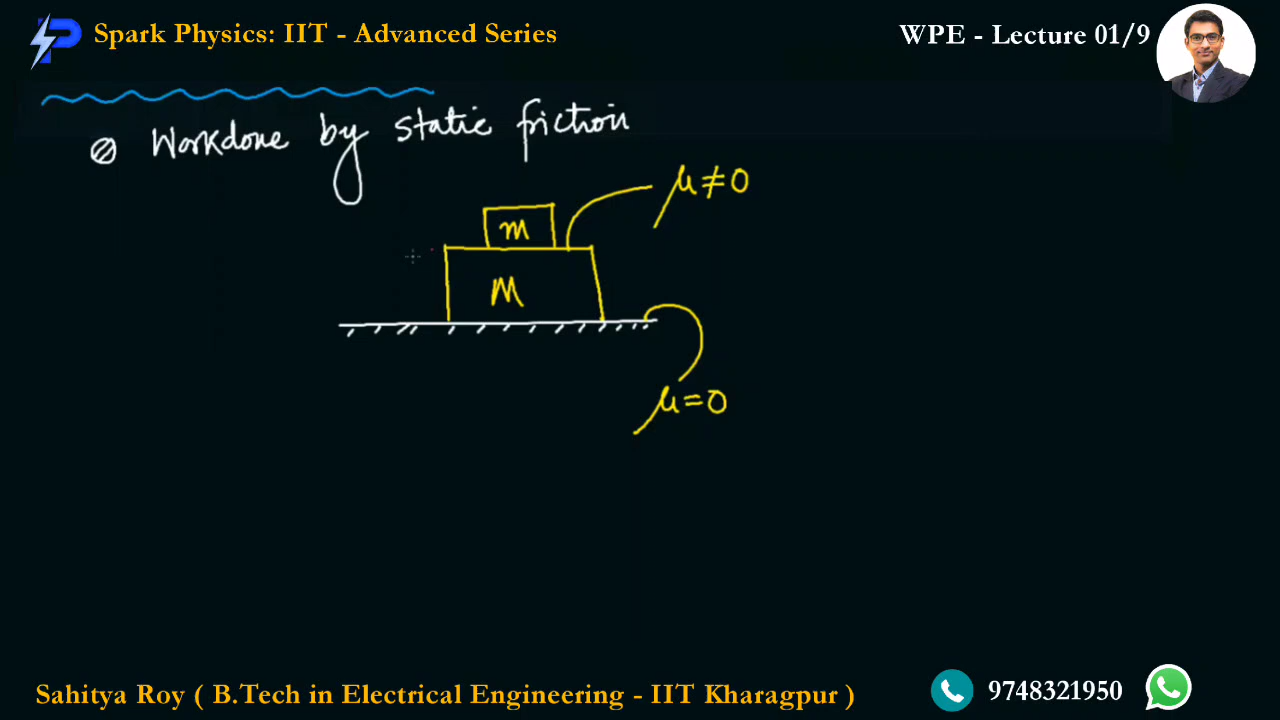 Spark Physics: IIT - Advanced Series
WPE - Lecture 01/9
Workdone by static friction
μ≠0
m
M
μ=0
Sahitya Roy ( B.Tech in Electrical Engineering - IIT Kharagpur )
9748321950